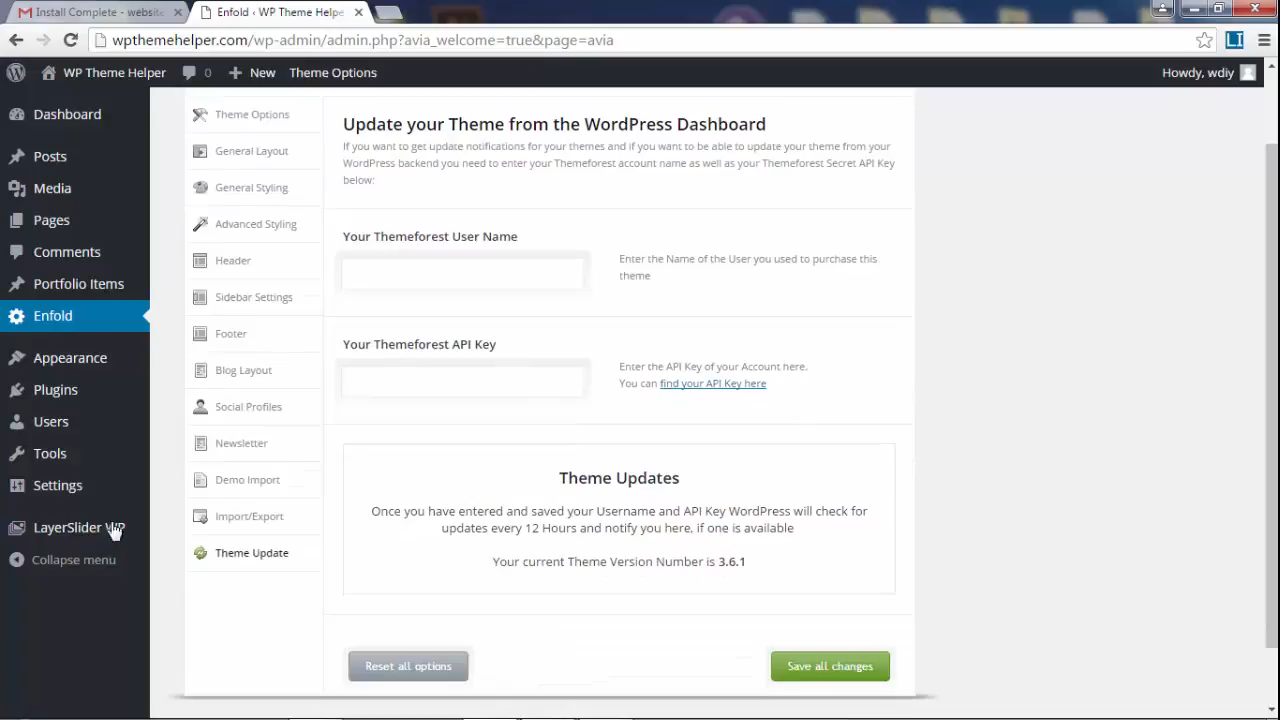 Install Complete - website
Enfold ‹ WP Theme Helpe
wpthemehelper.com/wp-admin/admin.php?avia_welcome=true&page=avia
LI
WP Theme Helper
0
New
Theme Options
Howdy, wdiy
Dashboard
Posts
Media
Pages
Comments
Portfolio Items
Enfold
Appearance
Plugins
Users
Tools
Settings
LayerSlider WP
Collapse menu
Theme Options
General Layout
General Styling
Advanced Styling
Header
Sidebar Settings
Footer
Blog Layout
Social Profiles
Newsletter
Demo Import
Import/Export
Theme Update
Update your Theme from the WordPress Dashboard
If you want to get update notifications for your themes and if you want to be able to update your theme from your
WordPress backend you need to enter your Themeforest account name as well as your Themeforest Secret API Key
below:
Your Themeforest User Name
Enter the Name of the User you used to purchase this
theme
Your Themeforest API Key
Enter the API Key of your Account here.
You can find your API Key here
Theme Updates
Once you have entered and saved your Username and API Key WordPress will check for
updates every 12 Hours and notify you here, if one is available
Your current Theme Version Number is 3.6.1
Reset all options
Save all changes